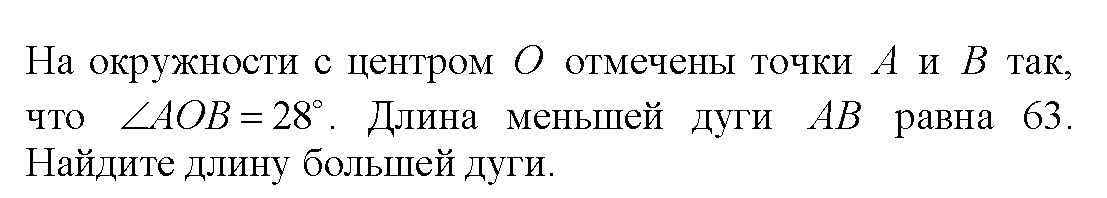 На окружности с центром O отмечены точки A и B так,
что ∠AOB = 28°. Длина меньшей дуги AB равна 63.
Найдите длину большей дуги.